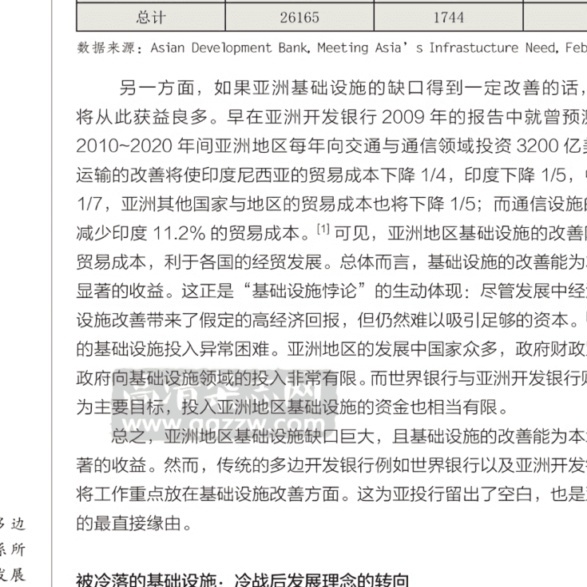 总计 26165 1744
数据来源：Asian Development Bank, Meeting Asia's Infrastucture Need, Feb
另一方面，如果亚洲基础设施的缺口得到一定改善的话，
将从此获益良多。早在亚洲开发银行 2009 年的报告中就曾预测
2010~2020 年间亚洲地区每年向交通与通信领域投资 3200 亿美
运输的改善将使印度尼西亚的贸易成本下降 1/4，印度下降 1/5，
1/7，亚洲其他国家与地区的贸易成本也将下降 1/5；而通信设施的
减少印度 11.2% 的贸易成本。[1] 可见，亚洲地区基础设施的改善
贸易成本，利于各国的经贸发展。总体而言，基础设施的改善能为
显著的收益。这正是“基础设施悖论”的生动体现：尽管发展中经
设施改善带来了假定的高经济回报，但仍然难以吸引足够的资本。
的基础设施投入异常困难。亚洲地区的发展中国家众多，政府财政
政府向基础设施领域的投入非常有限。而世界银行与亚洲开发银行
为主要目标，投入亚洲地区基础设施的资金也相当有限。
www.gqzzw.com
总之，亚洲地区基础设施缺口巨大，且基础设施的改善能为本
著的收益。然而，传统的多边开发银行例如世界银行以及亚洲开发
将工作重点放在基础设施改善方面。这为亚投行留出了空白，也是
的最直接缘由。
多边
系所
发展
被冷落的基础设施：冷战后发展理念的转向